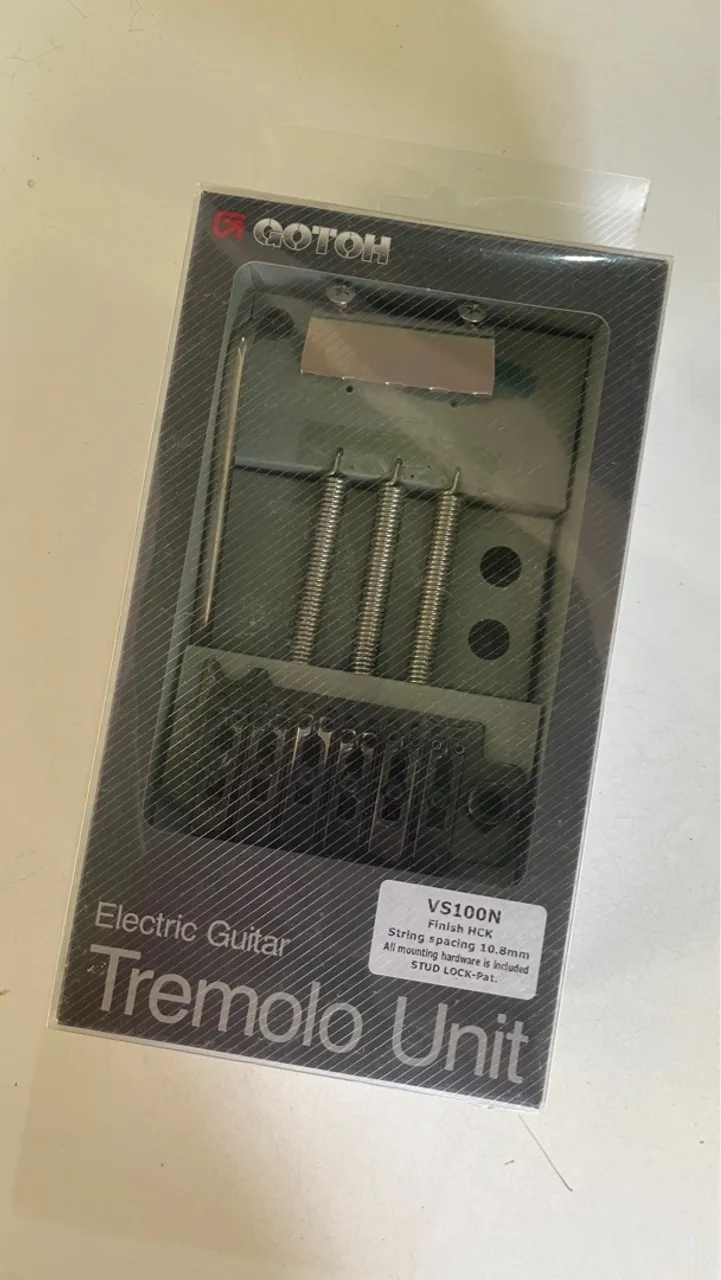 GOTOH
VS100N
Finish HCK
String spacing 10.8mm
All mounting hardware is included
STUD LOCK-Pat.
Electric Guitar
Tremolo Unit